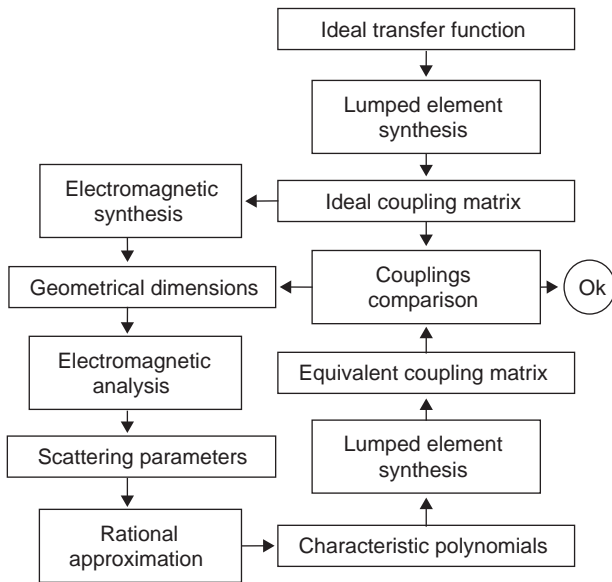 Ideal transfer function
Lumped element
synthesis
Electromagnetic
synthesis
Ideal coupling matrix
Geometrical dimensions
Couplings
comparison
Ok
Electromagnetic
analysis
Equivalent coupling matrix
Scattering parameters
Lumped element
synthesis
Rational
approximation
Characteristic polynomials